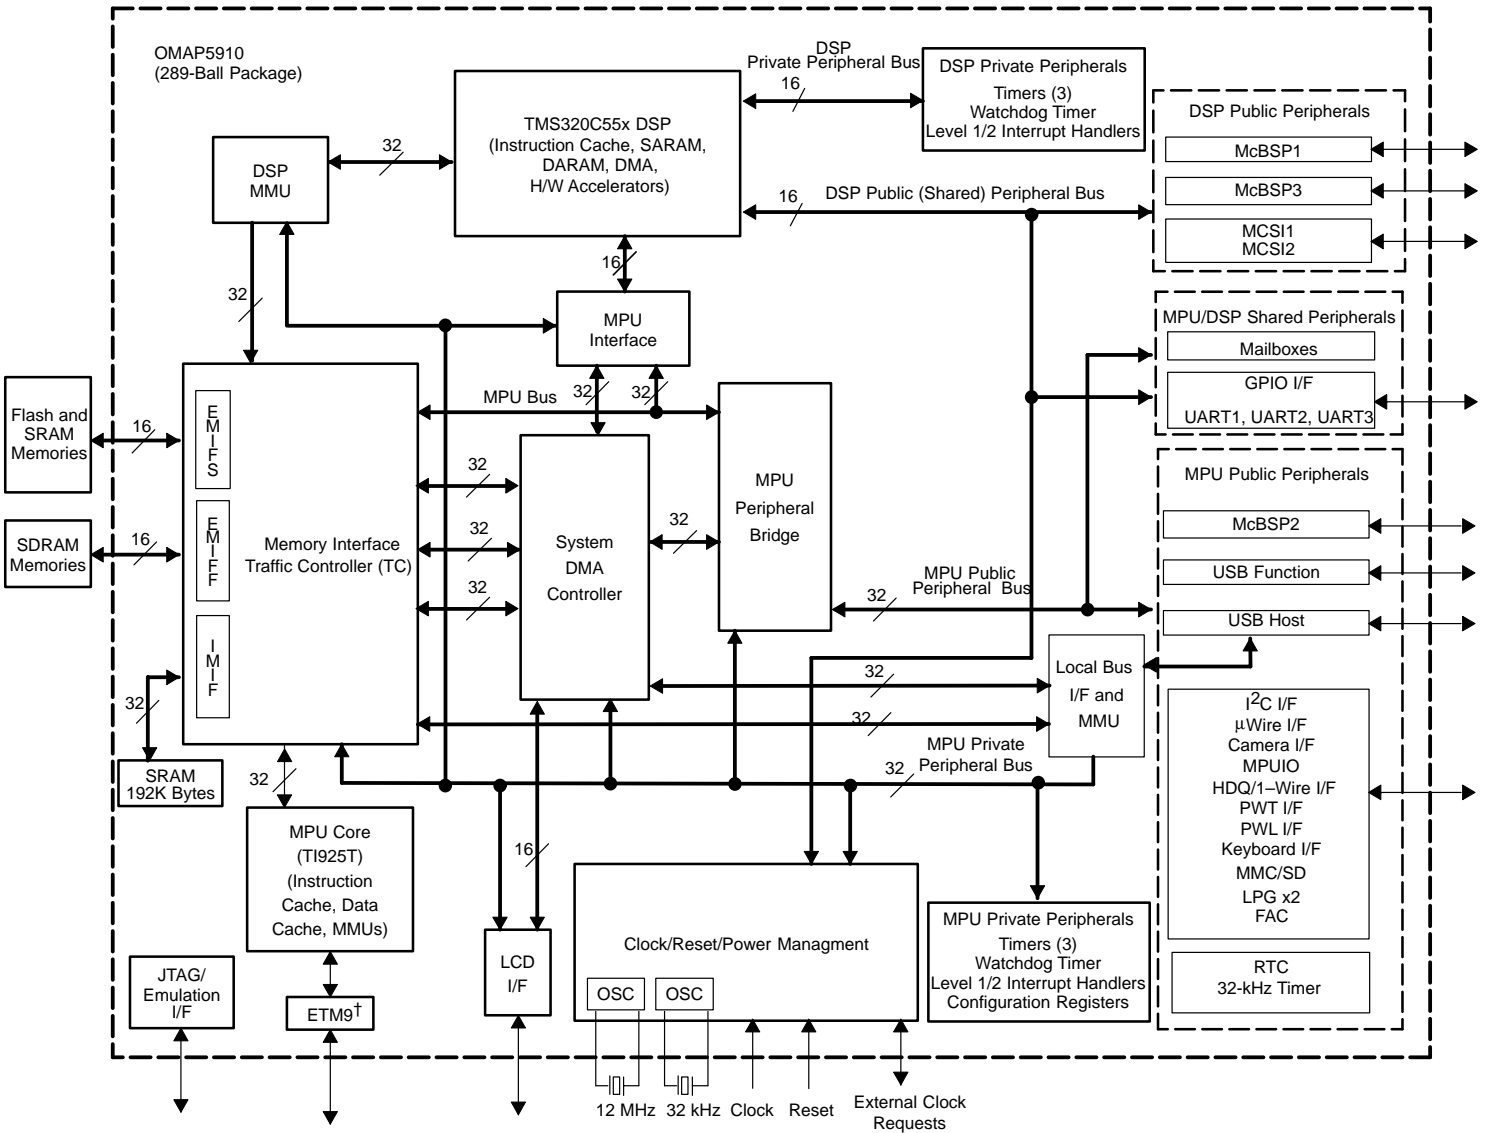 OMAP5910
(289-Ball Package)
DSP
Private Peripheral Bus
16
DSP Private Peripherals
Timers (3)
Watchdog Timer
Level 1/2 Interrupt Handlers
TMS320C55x DSP
(Instruction Cache, SARAM,
DARAM, DMA,
H/W Accelerators)
DSP
MMU
32
16
DSP Public (Shared) Peripheral Bus
DSP Public Peripherals
McBSP1
McBSP3
MCSI1
MCSI2
16
32
MPU
Interface
MPU/DSP Shared Peripherals
Mailboxes
GPIO I/F
UART1, UART2, UART3
MPU Bus
32
32
Flash and
SRAM
Memories
16
EMIFS
SDRAM
Memories
16
EMIFF
IMIF
Memory Interface
Traffic Controller (TC)
32
32
32
System
DMA
Controller
32
MPU
Peripheral
Bridge
MPU Public
Peripheral Bus
32
MPU Public Peripherals
McBSP2
USB Function
USB Host
Local Bus
I/F and
MMU
32
32
32
SRAM
192K Bytes
32
MPU Private
Peripheral Bus
32
I2C I/F
μWire I/F
Camera I/F
MPUIO
HDQ/1–Wire I/F
PWT I/F
PWL I/F
Keyboard I/F
MMC/SD
LPG x2
FAC
RTC
32-kHz Timer
MPU Core
(TI925T)
(Instruction
Cache, Data
Cache, MMUs)
16
JTAG/
Emulation
I/F
ETM9†
LCD
I/F
Clock/Reset/Power Managment
OSC
OSC
MPU Private Peripherals
Timers (3)
Watchdog Timer
Level 1/2 Interrupt Handlers
Configuration Registers
12 MHz
32 kHz
Clock
Reset
External Clock
Requests